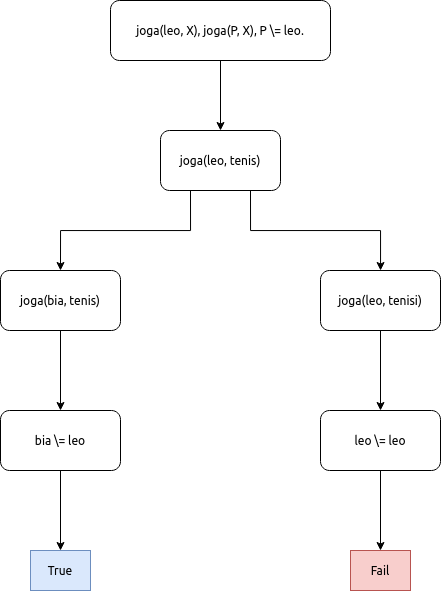 joga(leo, X), joga(P, X), P \= leo.
joga(leo, tenis)
joga(bia, tenis)
joga(leo, tenisi)
bia \= leo
leo \= leo
True
Fail